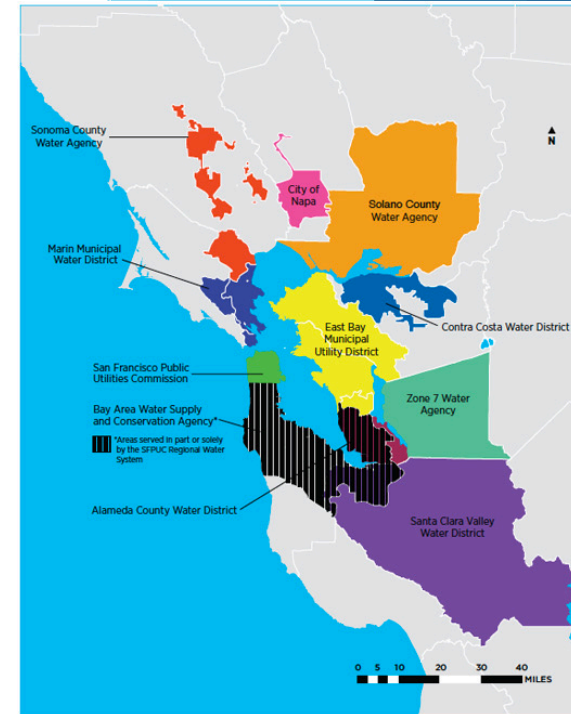 Sonoma County
Water Agency
N
City of
Napa
Solano County
Water Agency
Marin Municipal
Water District
East Bay
Municipal
Utility District
Contra Costa Water District
San Francisco Public
Utilities Commission
Zone 7 Water
Agency
Bay Area Water Supply
and Conservation Agency*
*Areas served in part or solely
by the SFPUC Regional Water
System
Alameda County Water District
Santa Clara Valley
Water District
0 5 10 20 30 40
MILES